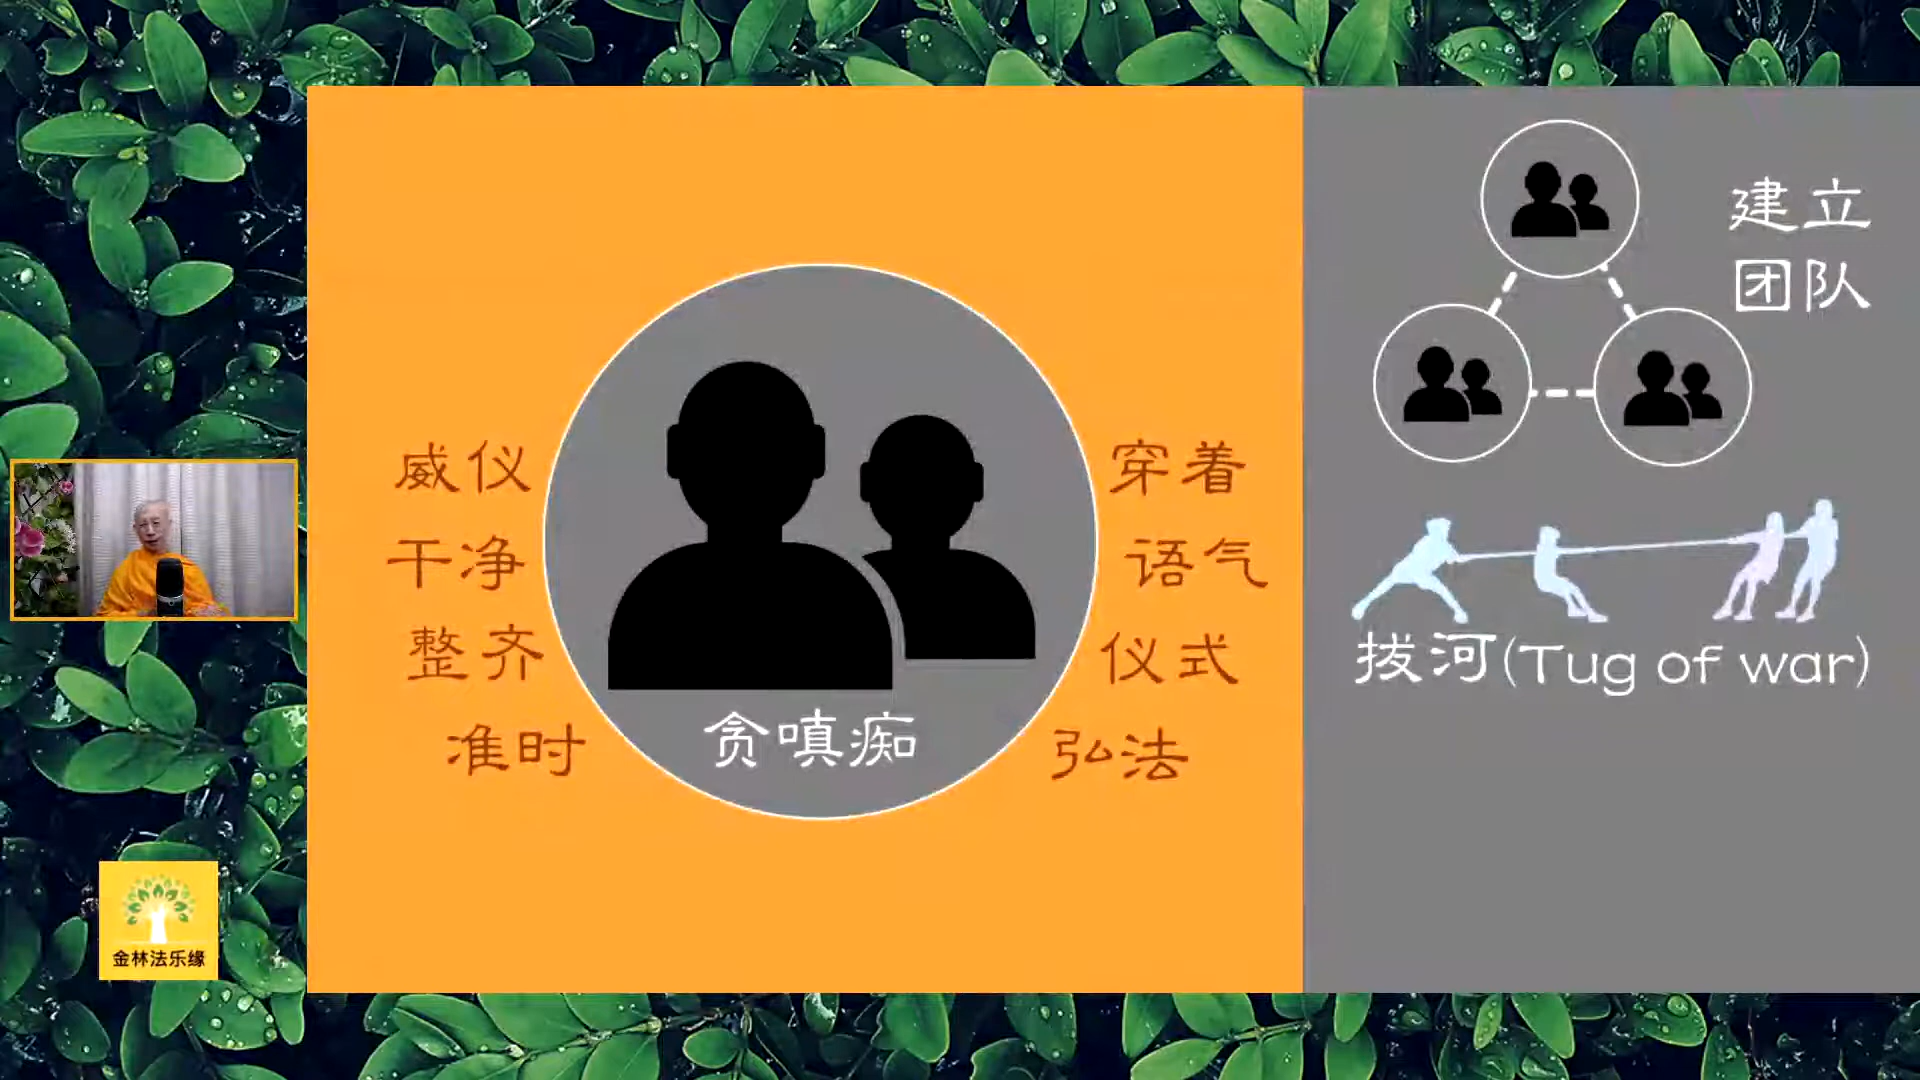 威仪
干净
整齐
准时
贪嗔痴
穿着
语气
仪式
弘法
建立
团队
拔河(Tug of war)
金林法乐缘